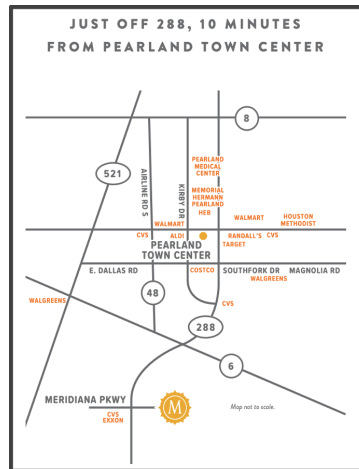 JUST OFF 288, 10 MINUTES
FROM PEARLAND TOWN CENTER
8
521
AIRLINE RD S
KIRBY DR
PEARLAND
MEDICAL
CENTER
MEMORIAL
HERMANN
PEARLAND
HEB
WALMART
WALMART
HOUSTON
METHODIST
CVS
ALDI
RANDALL'S
CVS
TARGET
PEARLAND
TOWN CENTER
E. DALLAS RD
COSTCO
SOUTHFORK DR
MAGNOLIA RD
WALGREENS
WALGREENS
48
CVS
288
6
MERIDIANA PKWY
M
CVS
EXXON
Map not to scale.